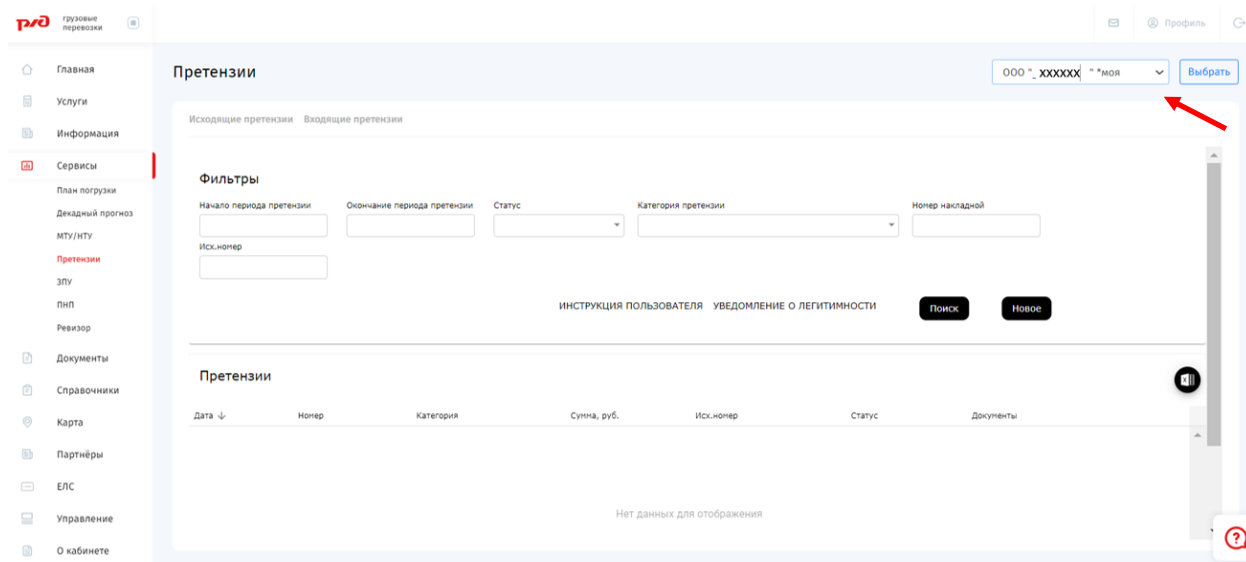 ржд грузовые
перевозки
Профиль
Главная
Услуги
Информация
Сервисы
План погрузки
Декадный прогноз
МТУ/НТУ
Претензии
ЗПУ
ПНП
Ревизор
Документы
Справочники
Карта
Партнёры
ЕЛС
Управление
О кабинете
Претензии
ООО "_ XXXXXX " *моя
Выбрать
Исходящие претензии Входящие претензии
Фильтры
Начало периода претензии Окончание периода претензии Статус Категория претензии Номер накладной
Исх.номер
ИНСТРУКЦИЯ ПОЛЬЗОВАТЕЛЯ УВЕДОМЛЕНИЕ О ЛЕГИТИМНОСТИ Поиск Новое
Претензии
Дата ↓ Номер Категория Сумма, руб. Исх.номер Статус Документы
Нет данных для отображения